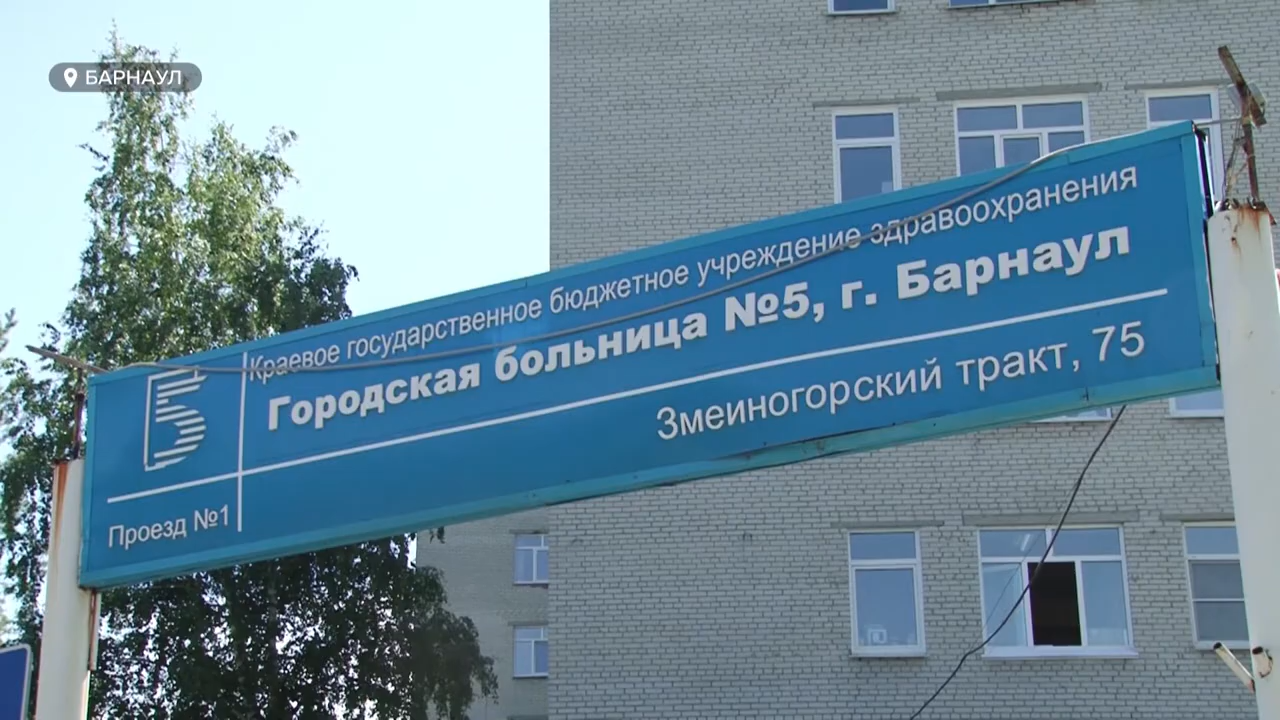 БАРНАУЛ
Краевое государственное бюджетное учреждение здравоохранения
Городская больница №5, г. Барнаул
Змеиногорский тракт, 75
Б
Проезд №1